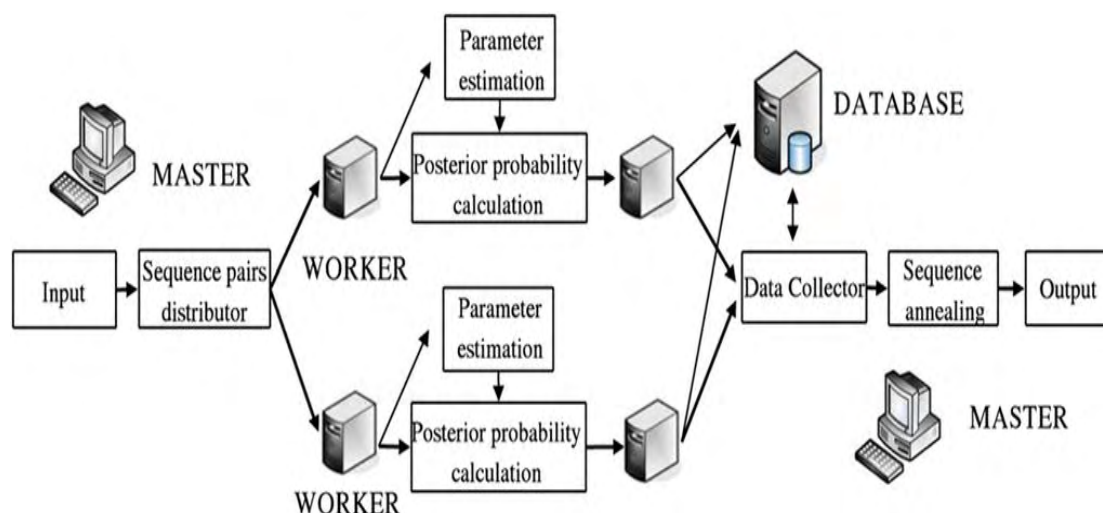 Parameter
estimation
DATABASE
MASTER
Posterior probability
calculation
WORKER
Input
Sequence pairs
distributor
Data Collector
Sequence
annealing
Output
Parameter
estimation
MASTER
Posterior probability
calculation
WORKER